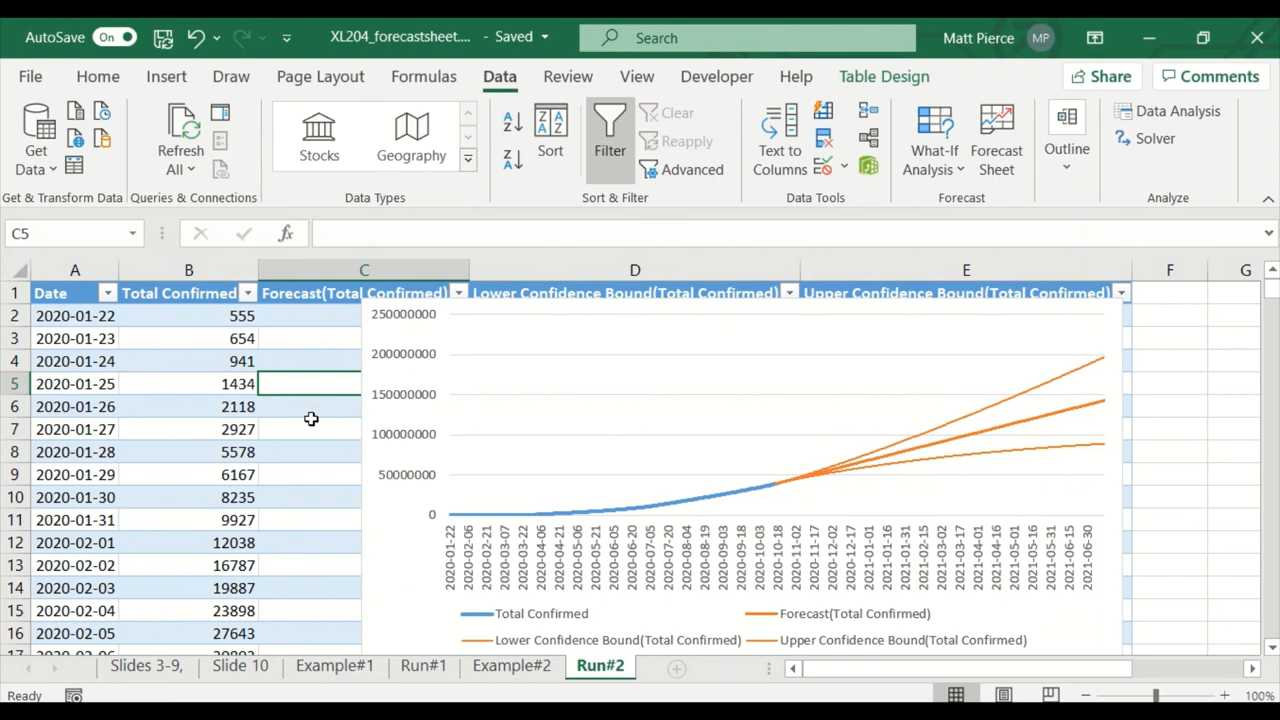 AutoSave On XL204_forecastsheet.... - Saved Search Matt Pierce MP
File Home Insert Draw Page Layout Formulas Data Review View Developer Help Table Design Share Comments
Get Data
Refresh All
Stocks Geography
Sort
Filter
Clear
Reapply
Advanced
Text to Columns
What-If Analysis
Forecast Sheet
Outline
Data Analysis
Solver
Get & Transform Data Queries & Connections Data Types Sort & Filter Data Tools Forecast Analyze
C5 fx
A B C D E F G
1 Date Total Confirmed Forecast(Total Confirmed) Lower Confidence Bound(Total Confirmed) Upper Confidence Bound(Total Confirmed)
2 2020-01-22 555
3 2020-01-23 654
4 2020-01-24 941
5 2020-01-25 1434
6 2020-01-26 2118
7 2020-01-27 2927
8 2020-01-28 5578
9 2020-01-29 6167
10 2020-01-30 8235
11 2020-01-31 9927
12 2020-02-01 12038
13 2020-02-02 16787
14 2020-02-03 19887
15 2020-02-04 23898
16 2020-02-05 27643
250000000
200000000
150000000
100000000
50000000
0
2020-01-22 2020-02-06 2020-02-21 2020-03-07 2020-03-22 2020-04-06 2020-04-21 2020-05-06 2020-05-21 2020-06-05 2020-06-20 2020-07-05 2020-07-20 2020-08-04 2020-08-19 2020-09-03 2020-09-18 2020-10-03 2020-10-18 2020-11-02 2020-11-17 2020-12-02 2020-12-17 2021-01-01 2021-01-16 2021-01-31 2021-02-15 2021-03-02 2021-03-17 2021-04-01 2021-04-16 2021-05-01 2021-05-16 2021-05-31 2021-06-15 2021-06-30
Total Confirmed Forecast(Total Confirmed)
Lower Confidence Bound(Total Confirmed) Upper Confidence Bound(Total Confirmed)
Slides 3-9, Slide 10 Example#1 Run#1 Example#2 Run#2
Ready 100%